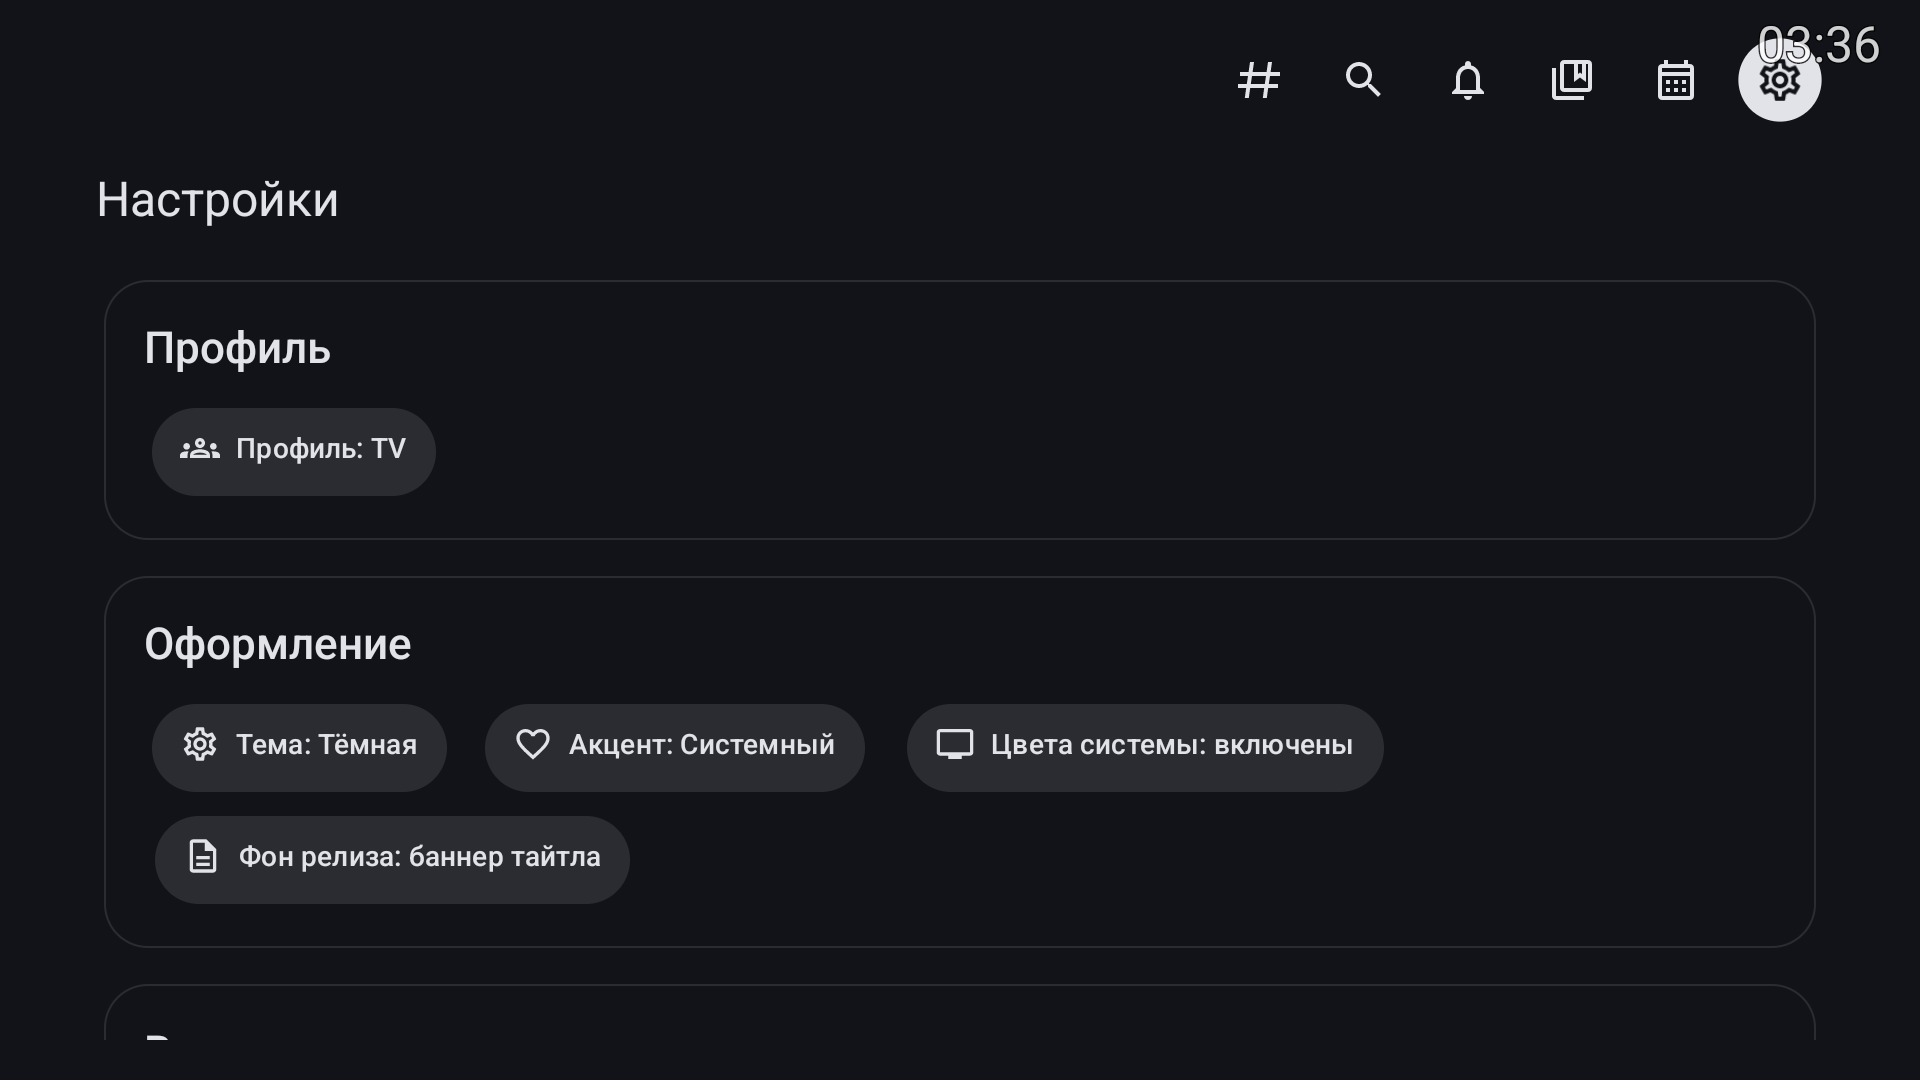 03:36
Настройки
Профиль
Профиль: TV
Оформление
Тема: Тёмная
Акцент: Системный
Цвета системы: включены
Фон релиза: баннер тайтла